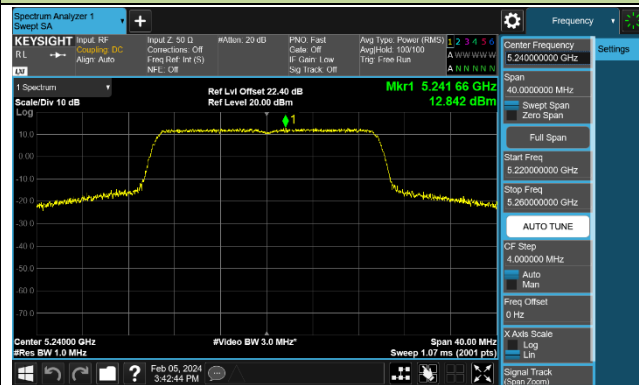 Spectrum Analyzer 1
Swept SA
+
Frequency
KEYSIGHT
RL
LXI
Input: RF
Coupling: DC
Align: Auto
Input Z: 50 Ω
Corrections: Off
Freq Ref: Int (S)
NFE: Off
#Atten: 20 dB
PNO: Fast
Gate: Off
IF Gain: Low
Sig Track: Off
Avg Type: Power (RMS)
Avg|Hold: 100/100
Trig: Free Run
1 2 3 4 5 6
A W W W W W
A N N N N N
1 Spectrum
Scale/Div 10 dB
Log
Ref Lvl Offset 22.40 dB
Ref Level 20.00 dBm
Mkr1 5.241 66 GHz
12.842 dBm
1
10.0
0.00
-10.0
-20.0
-30.0
-40.0
-50.0
-60.0
-70.0
Center 5.24000 GHz
#Res BW 1.0 MHz
#Video BW 3.0 MHz*
Span 40.00 MHz
Sweep 1.07 ms (2001 pts)
Feb 05, 2024
3:42:44 PM
Center Frequency
5.240000000 GHz
Span
40.0000000 MHz
Swept Span
Zero Span
Full Span
Start Freq
5.220000000 GHz
Stop Freq
5.260000000 GHz
AUTO TUNE
CF Step
4.000000 MHz
Auto
Man
Freq Offset
0 Hz
X Axis Scale
Log
Lin
Signal Track
(Span Zoom)
Settings